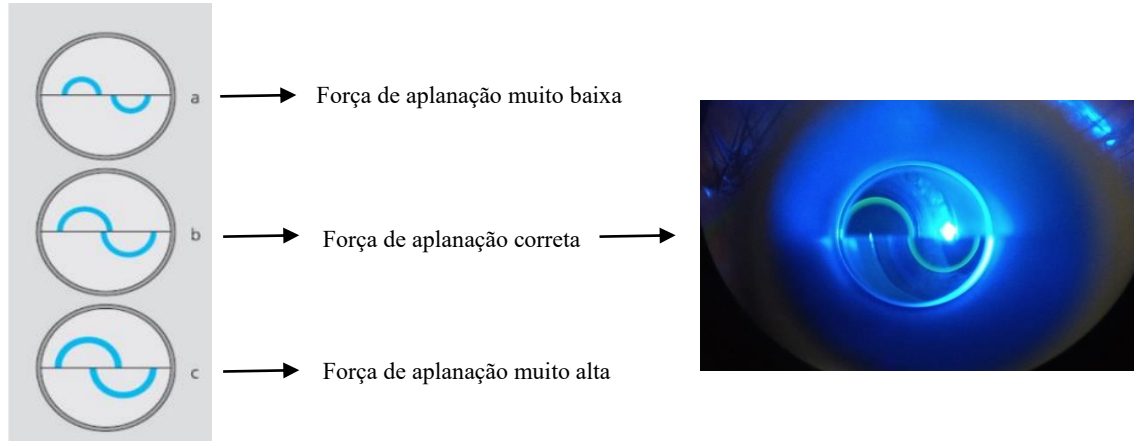 a
Força de aplanação muito baixa
b
Força de aplanação correta
c
Força de aplanação muito alta